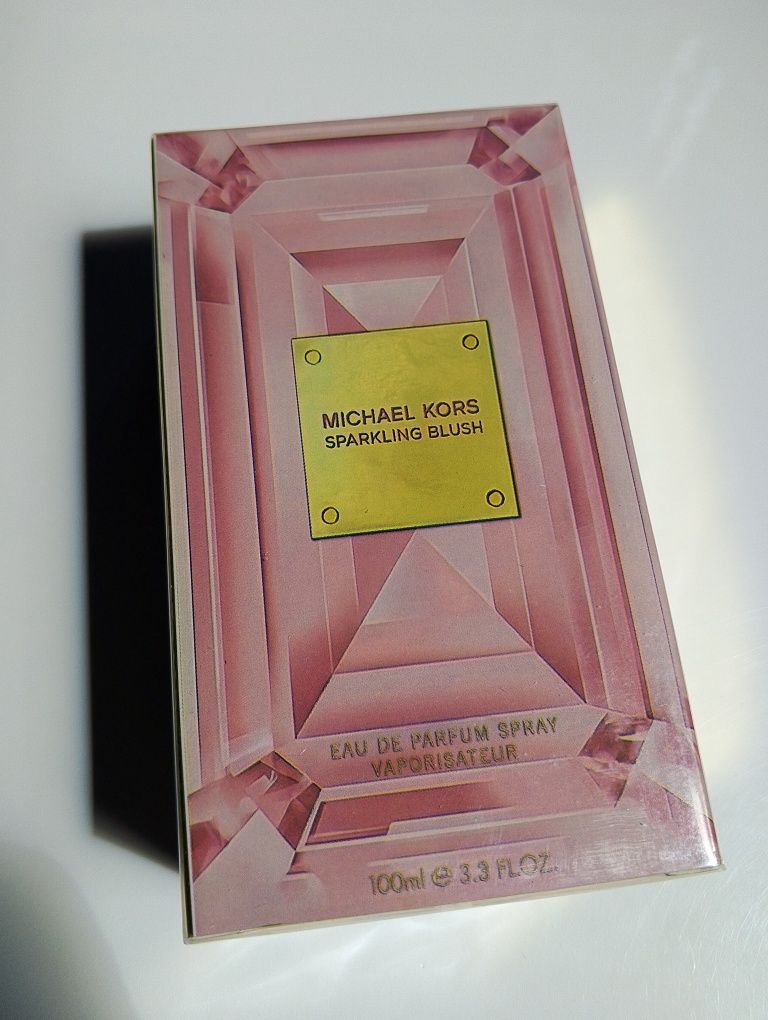 MICHAEL KORS
SPARKLING BLUSH
EAU DE PARFUM SPRAY
VAPORISATEUR
100ml ℮ 3.3 FL.OZ.